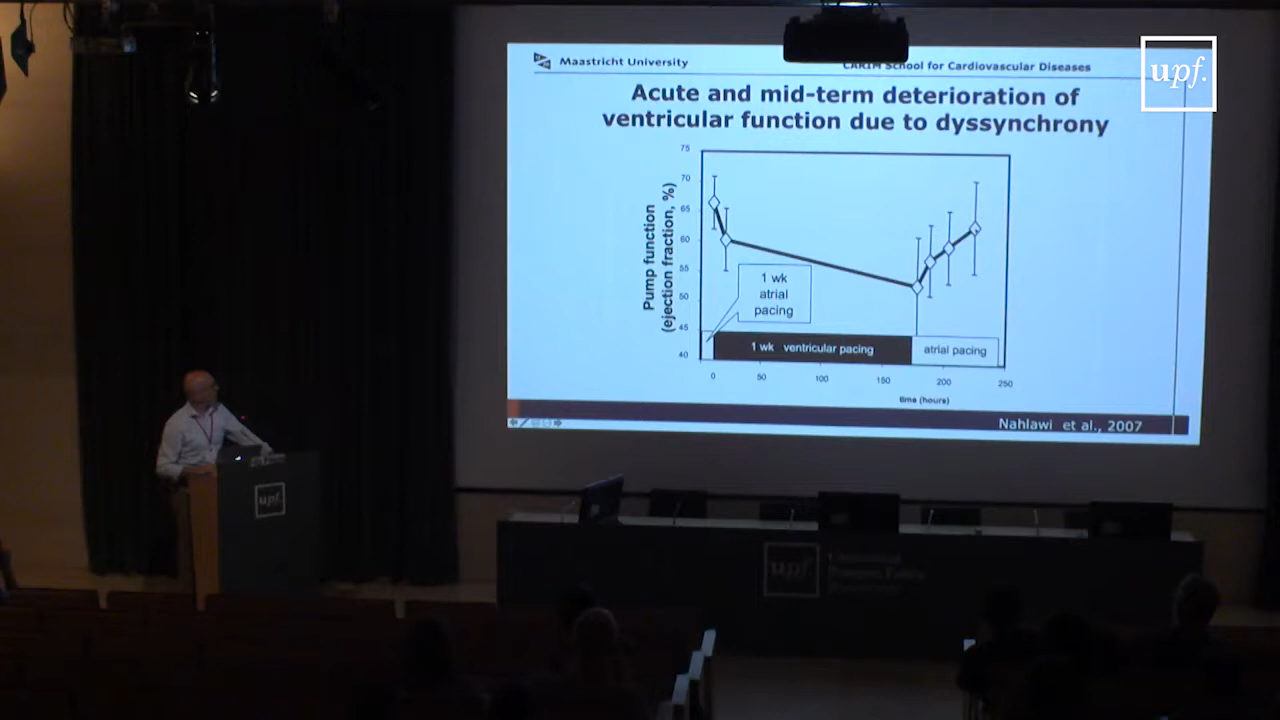 Maastricht University
CARIM School for Cardiovascular Diseases
upf.
Acute and mid-term deterioration of
ventricular function due to dyssynchrony
Pump function
(ejection fraction, %)
75
70
65
60
55
50
45
40
1 wk
atrial
pacing
1 wk ventricular pacing
atrial pacing
0
50
100
150
200
250
time (hours)
Nahlawi et al., 2007
upf.
upf.